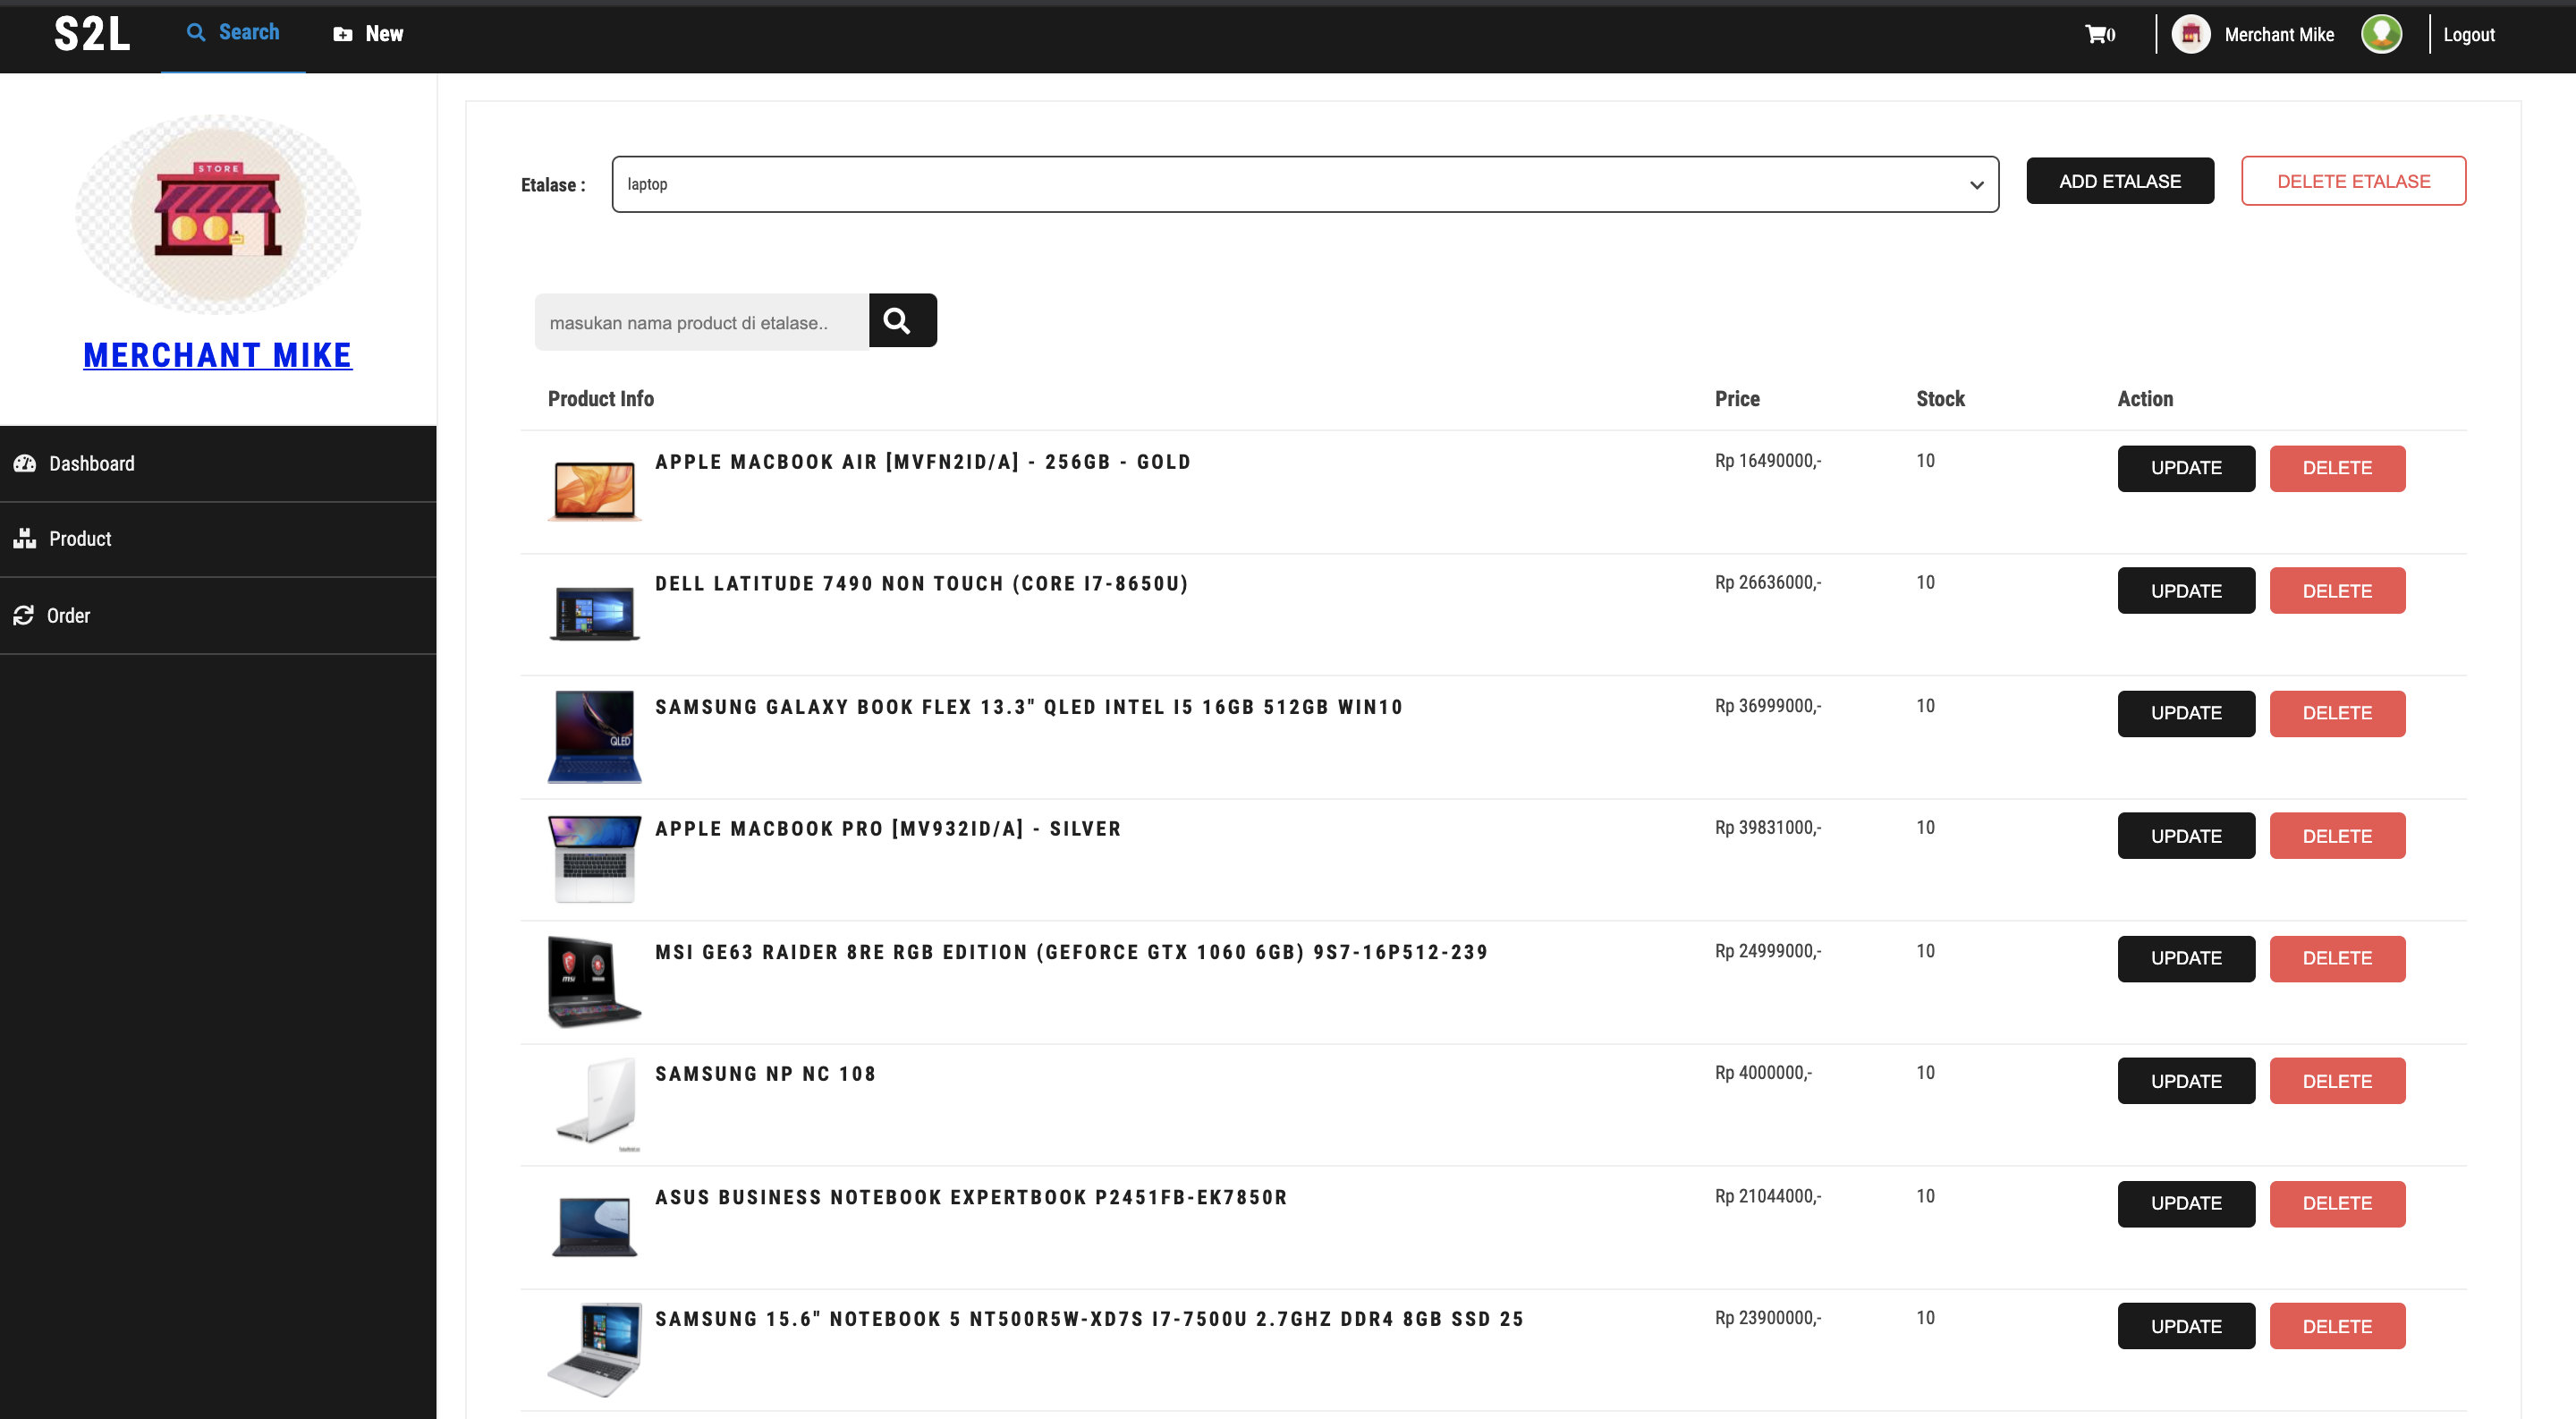 S2L Search New 0 Merchant Mike Logout
STORE
MERCHANT MIKE
Dashboard
Product
Order
Etalase : laptop ADD ETALASE DELETE ETALASE
masukan nama product di etalase..
Product Info Price Stock Action
APPLE MACBOOK AIR [MVFN2ID/A] - 256GB - GOLD Rp 16490000,- 10 UPDATE DELETE
DELL LATITUDE 7490 NON TOUCH (CORE I7-8650U) Rp 26636000,- 10 UPDATE DELETE
SAMSUNG GALAXY BOOK FLEX 13.3" QLED INTEL I5 16GB 512GB WIN10 Rp 36999000,- 10 UPDATE DELETE
QLED
APPLE MACBOOK PRO [MV932ID/A] - SILVER Rp 39831000,- 10 UPDATE DELETE
MSI GE63 RAIDER 8RE RGB EDITION (GEFORCE GTX 1060 6GB) 9S7-16P512-239 Rp 24999000,- 10 UPDATE DELETE
msi
SAMSUNG NP NC 108 Rp 4000000,- 10 UPDATE DELETE
ASUS BUSINESS NOTEBOOK EXPERTBOOK P2451FB-EK7850R Rp 21044000,- 10 UPDATE DELETE
SAMSUNG 15.6" NOTEBOOK 5 NT500R5W-XD7S I7-7500U 2.7GHZ DDR4 8GB SSD 25 Rp 23900000,- 10 UPDATE DELETE